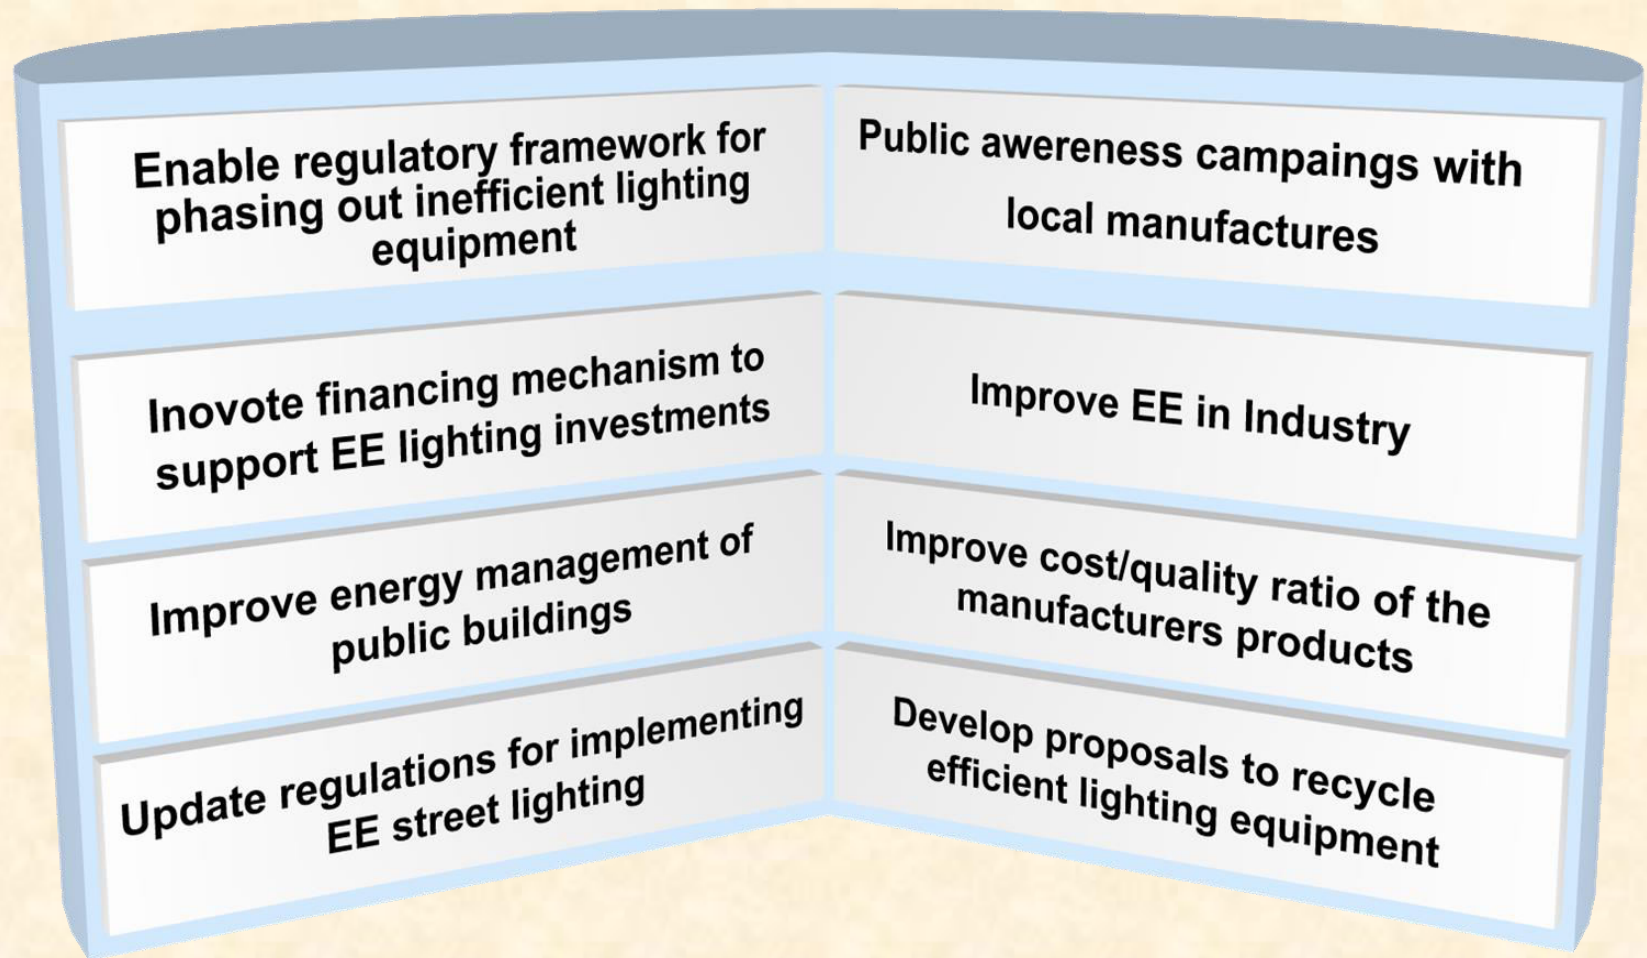 Enable regulatory framework for
phasing out inefficient lighting
equipment
Public awereness campaings with
local manufactures
Inovote financing mechanism to
support EE lighting investments
Improve EE in Industry
Improve energy management of
public buildings
Improve cost/quality ratio of the
manufacturers products
Update regulations for implementing
EE street lighting
Develop proposals to recycle
efficient lighting equipment